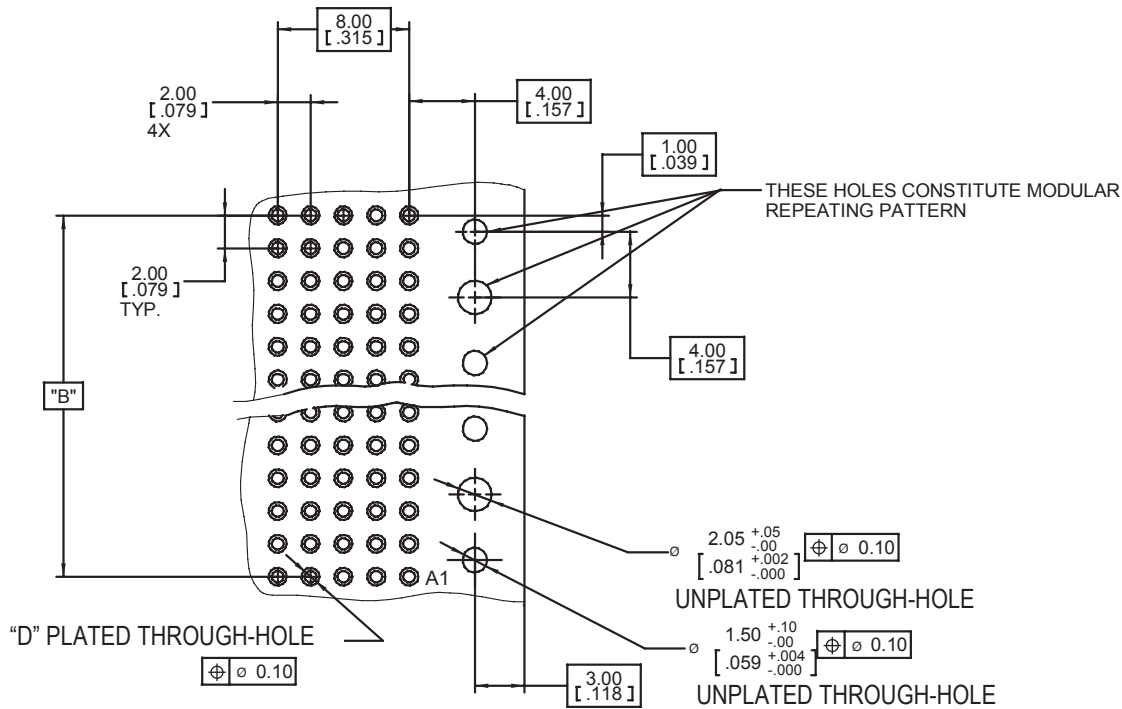 8.00
[ .315 ]
2.00
[ .079 ]
4X
4.00
[ .157 ]
1.00
[ .039 ]
THESE HOLES CONSTITUTE MODULAR
REPEATING PATTERN
2.00
[ .079 ]
TYP.
4.00
[ .157 ]
"B"
A1
ø 2.05 +.05 -.00
[ .081 +.002 -.000 ]
⌖ ø 0.10
UNPLATED THROUGH-HOLE
“D” PLATED THROUGH-HOLE
⌖ ø 0.10
ø 1.50 +.10 -.00
[ .059 +.004 -.000 ]
⌖ ø 0.10
UNPLATED THROUGH-HOLE
3.00
[ .118 ]